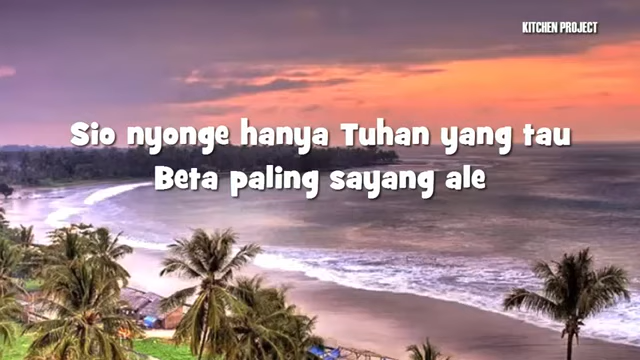 KITCHEN PROJECT
Sio nyonge hanya Tuhan yang tau
Beta paling sayang ale